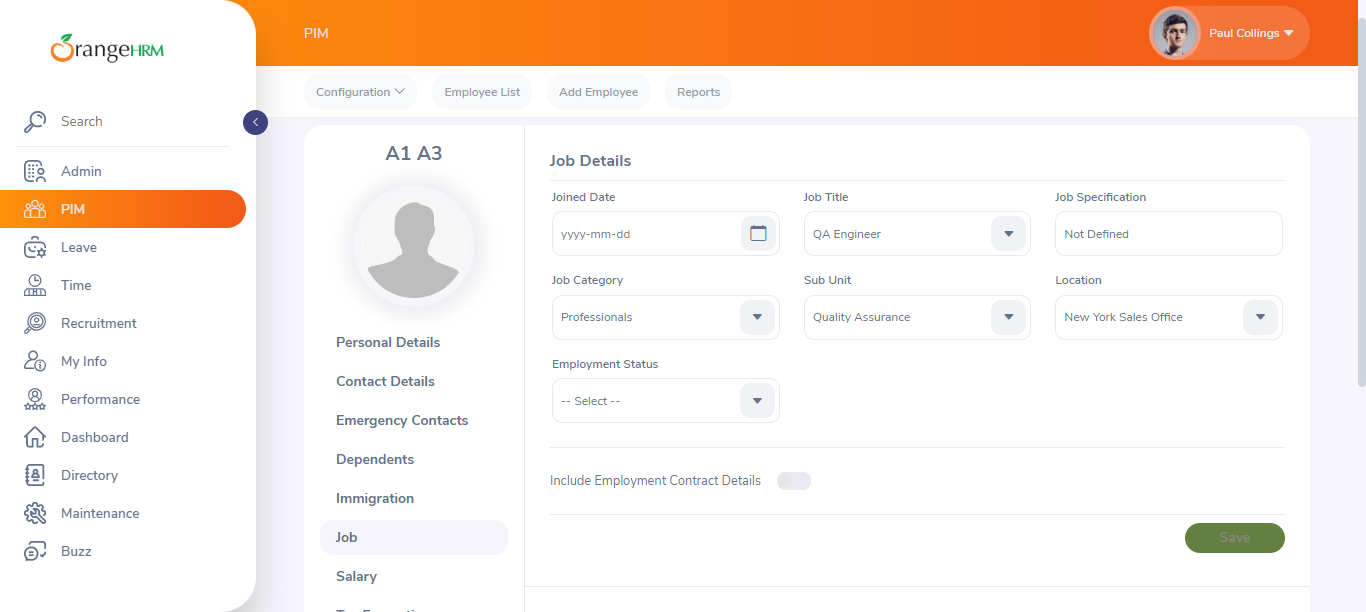 OrangeHRM
Search
Admin
PIM
Leave
Time
Recruitment
My Info
Performance
Dashboard
Directory
Maintenance
Buzz
PIM
Paul Collings
Configuration
Employee List
Add Employee
Reports
A1 A3
Personal Details
Contact Details
Emergency Contacts
Dependents
Immigration
Job
Salary
Job Details
Joined Date
Job Title
Job Specification
yyyy-mm-dd
QA Engineer
Not Defined
Job Category
Sub Unit
Location
Professionals
Quality Assurance
New York Sales Office
Employment Status
-- Select --
Include Employment Contract Details
Save